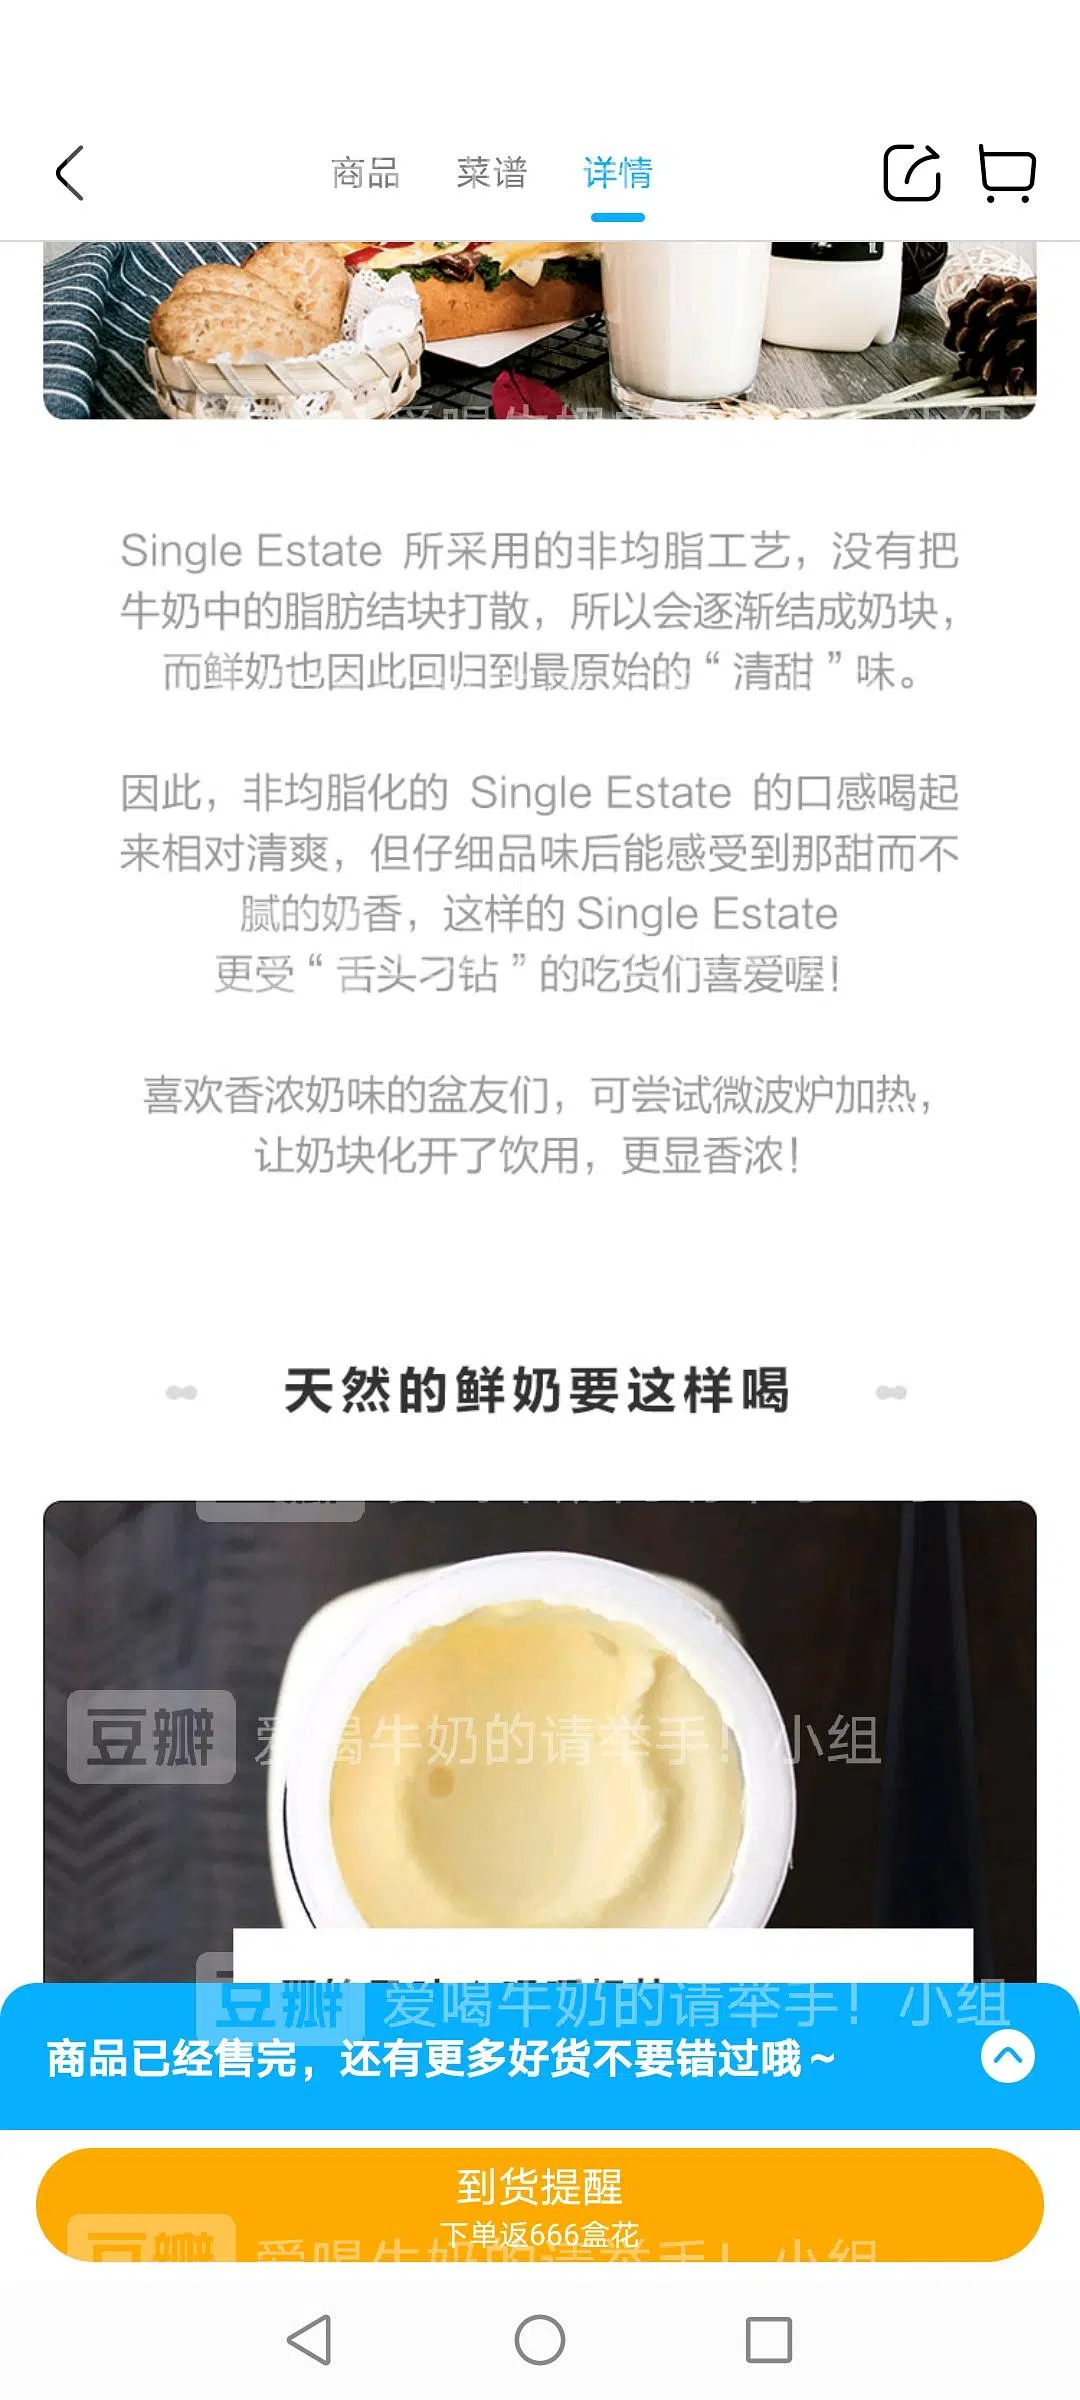 商品 菜谱 详情
1L
爱喝牛奶的请举手！小组
Single Estate 所采用的非均脂工艺，没有把
牛奶中的脂肪结块打散，所以会逐渐结成奶块，
而鲜奶也因此回归到最原始的“清甜”味。
因此，非均脂化的 Single Estate 的口感喝起
来相对清爽，但仔细品味后能感受到那甜而不
腻的奶香，这样的 Single Estate
更受“舌头刁钻”的吃货们喜爱喔！
喜欢香浓奶味的盆友们，可尝试微波炉加热，
让奶块化开了饮用，更显香浓！
天然的鲜奶要这样喝
豆瓣 爱喝牛奶的请举手！小组
豆瓣 爱喝牛奶的请举手！小组
商品已经售完，还有更多好货不要错过哦～
到货提醒
下单返666盒花
豆瓣 爱喝牛奶的请举手！小组